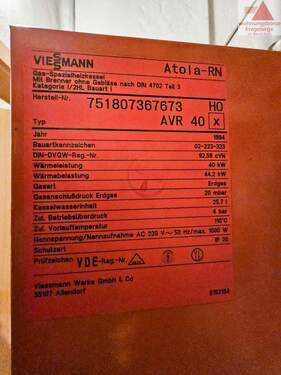 VIESSMANN Atola-RN
Gas-Spezialheizkessel
Mit Brenner ohne Gebläse nach DIN 4702 Teil 3
Kategorie I/2HL Bauart I
Hersteller-Nr. 751807367673 HO
Typ AVR 40 x
Jahr 1994
Bauartkennzeichen 02-223-323
DIN-DVGW-Reg.-Nr. 92.59 eVN
Wärmeleistung 40 kW
Wärmebelastung 44,2 kW
Gasart Erdgas
Gasanschlußdruck Erdgas 20 mbar
Kesselwasserinhalt 25,7 l
Zul. Betriebsüberdruck 4 bar
Zul. Vorlauftemperatur 110°C
Nennspannung/Nennaufnahme AC 230 V~ 50 Hz/max. 1000 W
Schutzart IP 20
Prüfzeichen VDE-Reg.-Nr.
Viessmann Werke GmbH & Co
35107 Allendorf